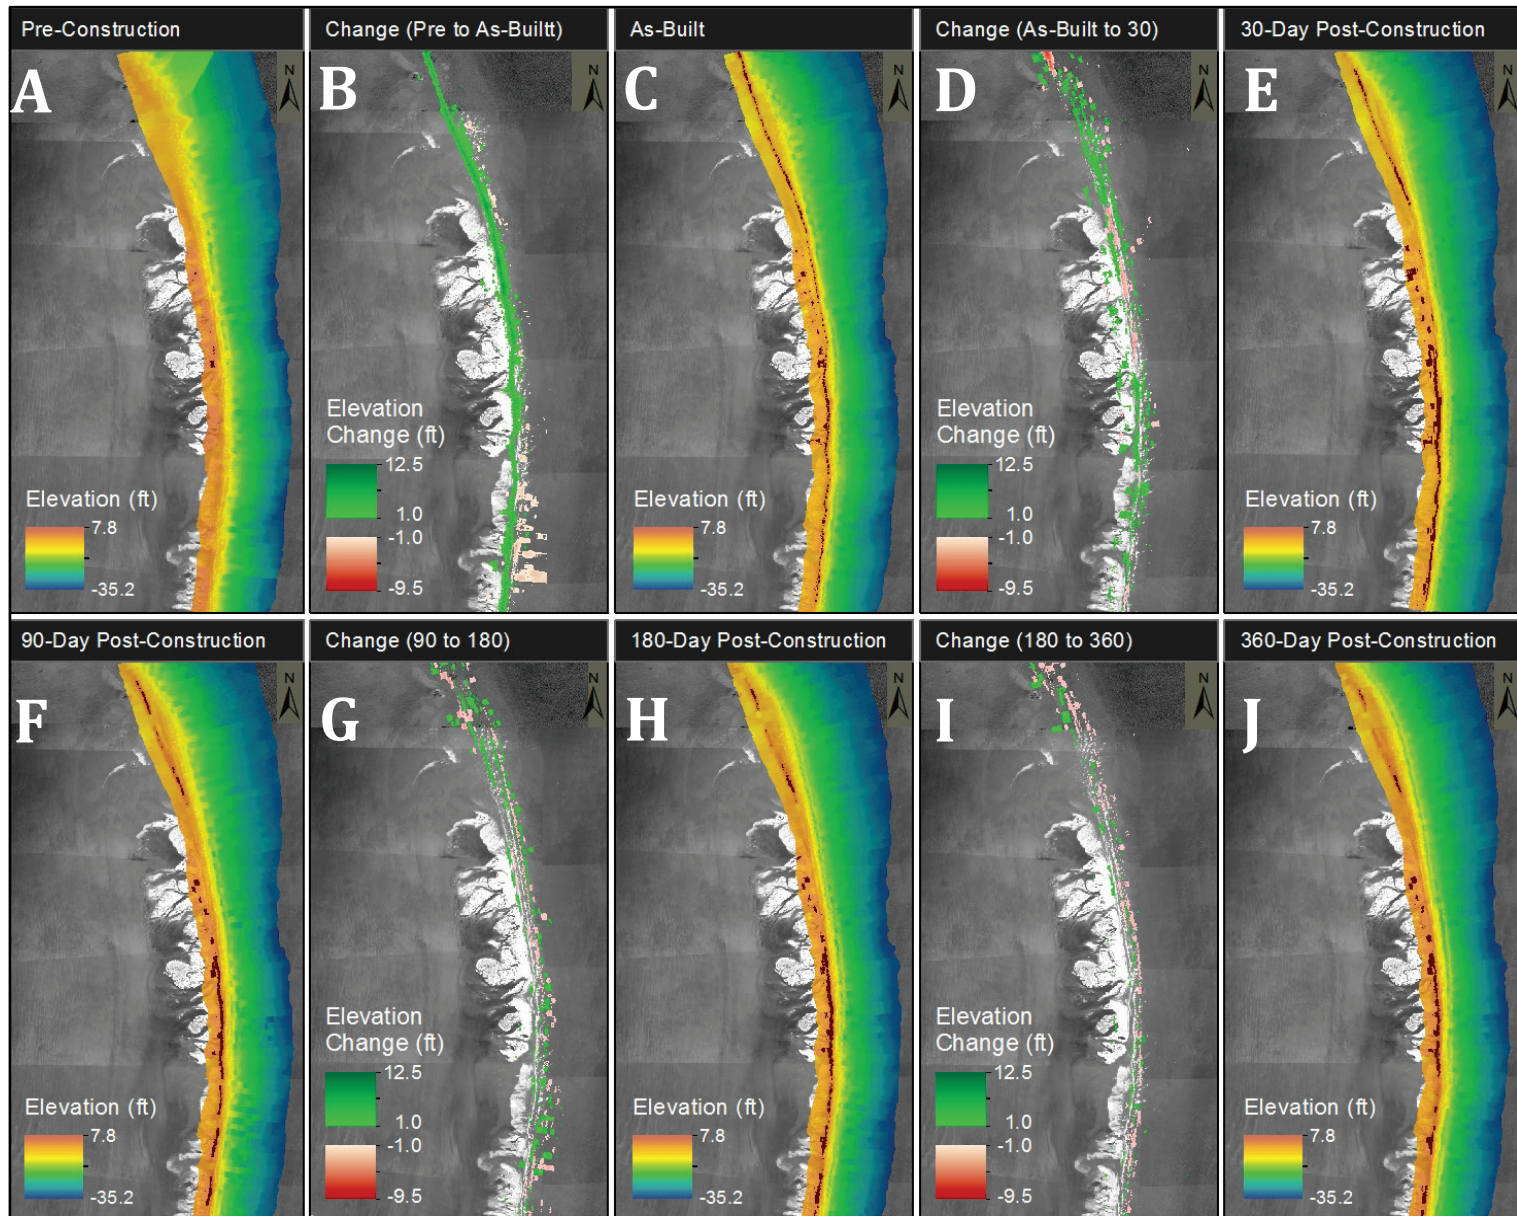 Pre-Construction
A
N
Elevation (ft)
7.8
-35.2
Change (Pre to As-Builtt)
B
N
Elevation
Change (ft)
12.5
1.0
-1.0
-9.5
As-Built
C
Elevation (ft)
7.8
-35.2
Change (As-Built to 30)
D
N
Elevation
Change (ft)
12.5
1.0
-1.0
-9.5
30-Day Post-Construction
E
N
Elevation (ft)
7.8
-35.2
90-Day Post-Construction
F
N
Elevation (ft)
7.8
-35.2
Change (90 to 180)
G
N
Elevation
Change (ft)
12.5
1.0
-1.0
-9.5
180-Day Post-Construction
H
N
Elevation (ft)
7.8
-35.2
Change (180 to 360)
I
N
Elevation
Change (ft)
12.5
1.0
-1.0
-9.5
360-Day Post-Construction
J
N
Elevation (ft)
7.8
-35.2